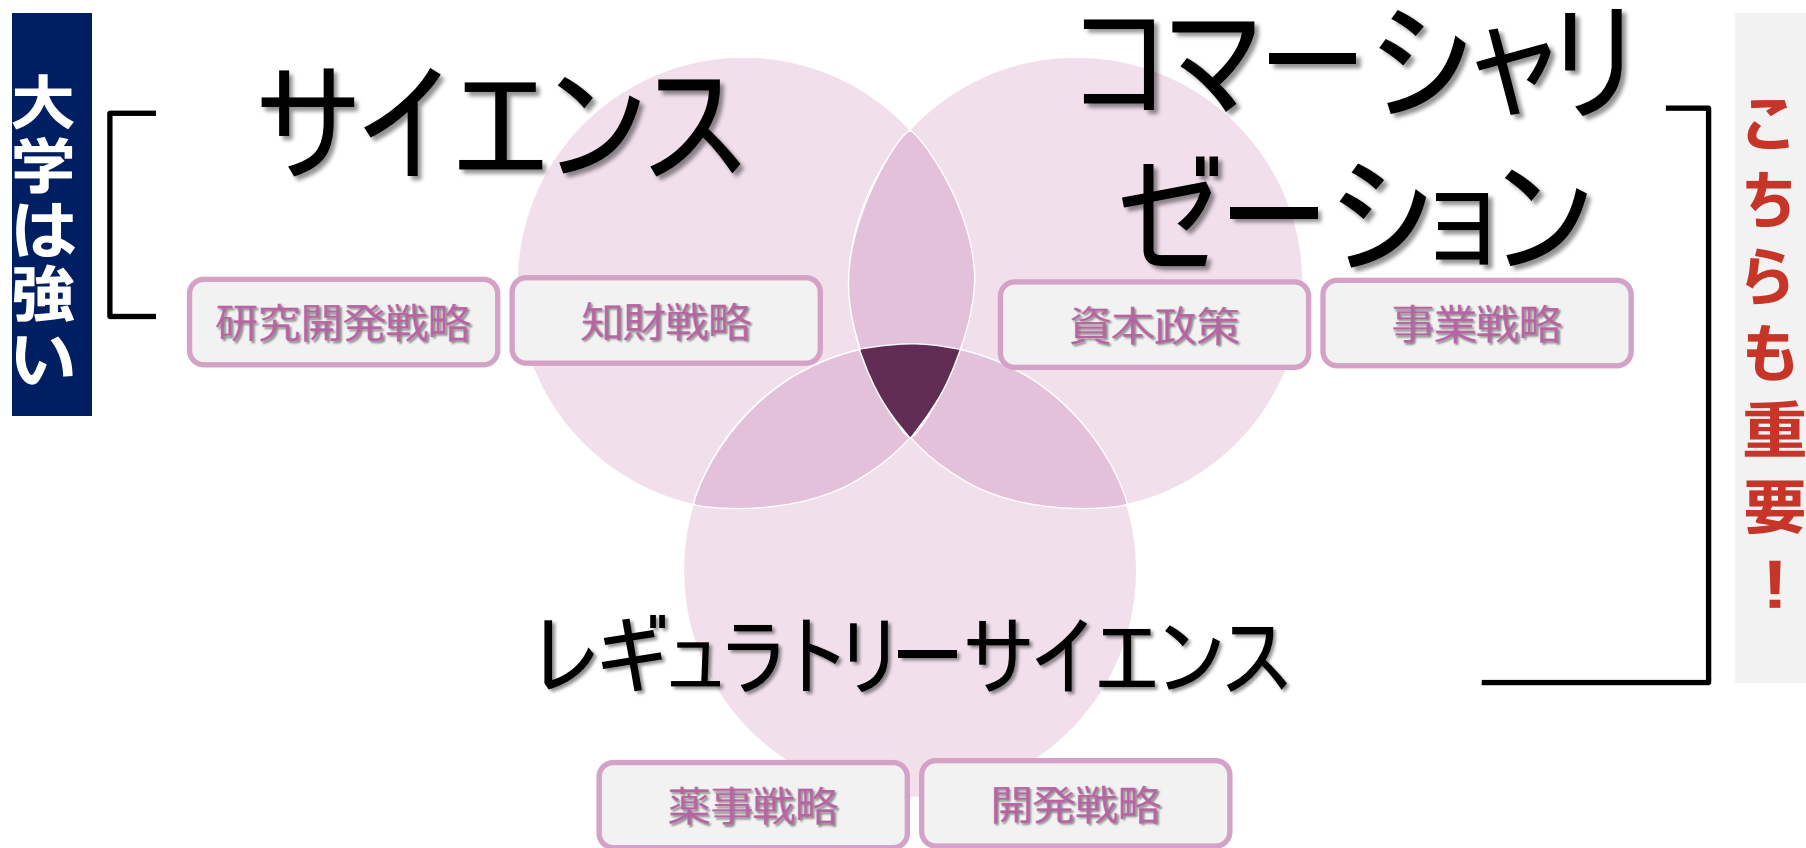 大学は強い
サイエンス
研究開発戦略
知財戦略
コマーシャリ
ゼーション
資本政策
事業戦略
こちらも重要！
レギュラトリーサイエンス
薬事戦略
開発戦略